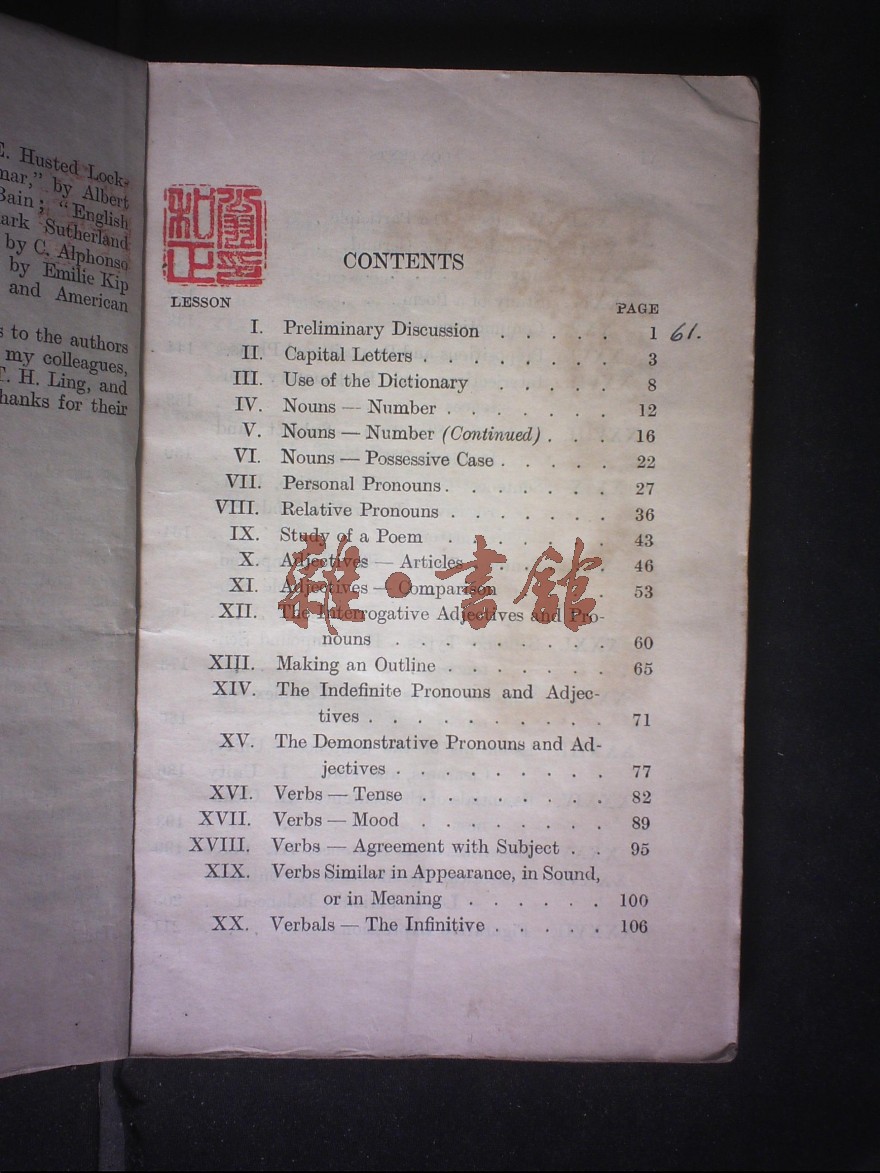 E. Husted Lock-
nar," by Albert
Bain; "English
ark Sutherland
by C. Alphonso
by Emilie Kip
and American
s to the authors
my colleagues,
T. H. Ling, and
hanks for their
CONTENTS
LESSON PAGE
I. Preliminary Discussion . . . . . 1 61.
II. Capital Letters . . . . . . . . 3
III. Use of the Dictionary . . . . . 8
IV. Nouns — Number . . . . . . . 12
V. Nouns — Number (Continued) . . . 16
VI. Nouns — Possessive Case . . . . . 22
VII. Personal Pronouns . . . . . . . 27
VIII. Relative Pronouns . . . . . . . 36
IX. Study of a Poem . . . . . . . 43
X. Adjectives — Articles . . . . . . 46
XI. Adjectives — Comparison . . . . 53
XII. The Interrogative Adjectives and Pro-
nouns . . . . . . . . . 60
XIII. Making an Outline . . . . . . . 65
XIV. The Indefinite Pronouns and Adjec-
tives . . . . . . . . . . 71
XV. The Demonstrative Pronouns and Ad-
jectives . . . . . . . . . 77
XVI. Verbs — Tense . . . . . . . . 82
XVII. Verbs — Mood . . . . . . . . 89
XVIII. Verbs — Agreement with Subject . . 95
XIX. Verbs Similar in Appearance, in Sound,
or in Meaning . . . . . . 100
XX. Verbals — The Infinitive . . . . . 106
雜·書館